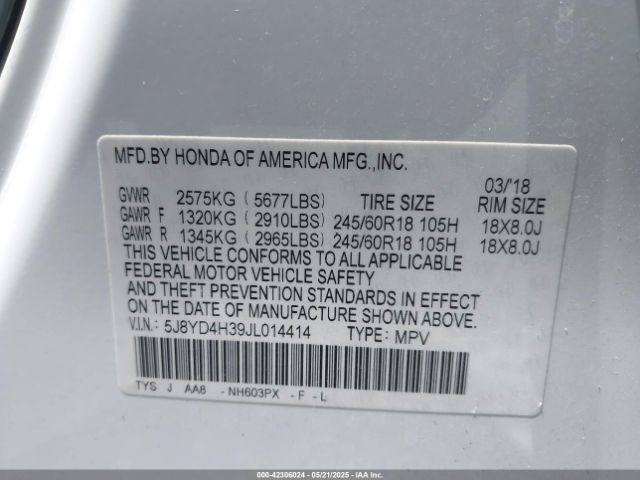 MFD.BY HONDA OF AMERICA MFG.,INC.
03/'18
GVWR 2575KG ( 5677LBS) TIRE SIZE RIM SIZE
GAWR F 1320KG ( 2910LBS) 245/60R18 105H 18X8.0J
GAWR R 1345KG ( 2965LBS) 245/60R18 105H 18X8.0J
THIS VEHICLE CONFORMS TO ALL APPLICABLE
FEDERAL MOTOR VEHICLE SAFETY
AND THEFT PREVENTION STANDARDS IN EFFECT
ON THE DATE OF MANUFACTURE SHOWN ABOVE.
V.I.N.: 5J8YD4H39JL014414 TYPE: MPV
TYS J AA8 - NH603PX - F - L
000-42306024 - 05/21/2025 - IAAI.COM